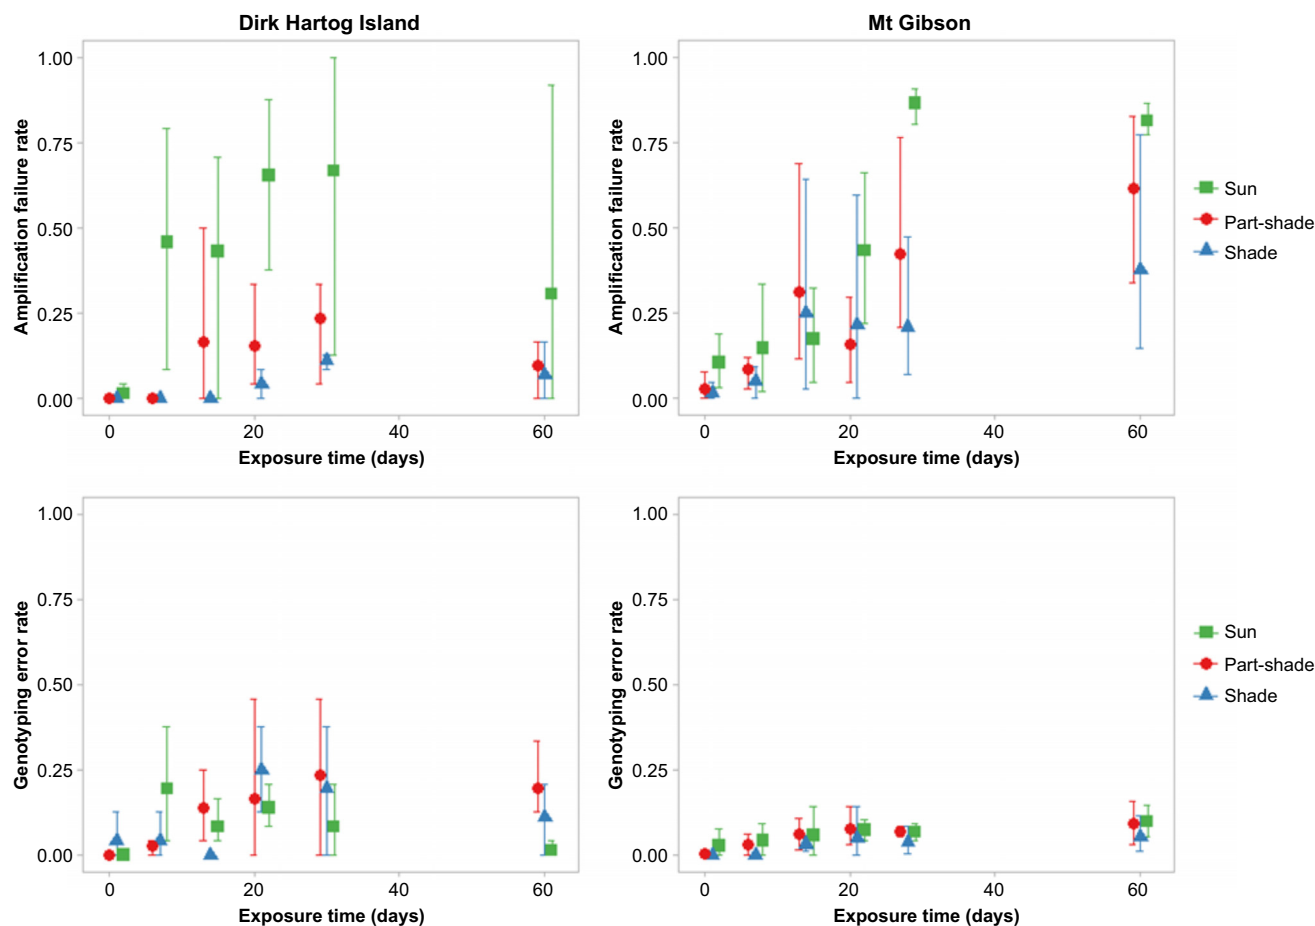 Dirk Hartog Island
Mt Gibson
Amplification failure rate
1.00
0.75
0.50
0.25
0.00
0
20
40
60
Exposure time (days)
Amplification failure rate
1.00
0.75
0.50
0.25
0.00
0
20
40
60
Exposure time (days)
Sun
Part-shade
Shade
Genotyping error rate
1.00
0.75
0.50
0.25
0.00
0
20
40
60
Exposure time (days)
Genotyping error rate
1.00
0.75
0.50
0.25
0.00
0
20
40
60
Exposure time (days)
Sun
Part-shade
Shade